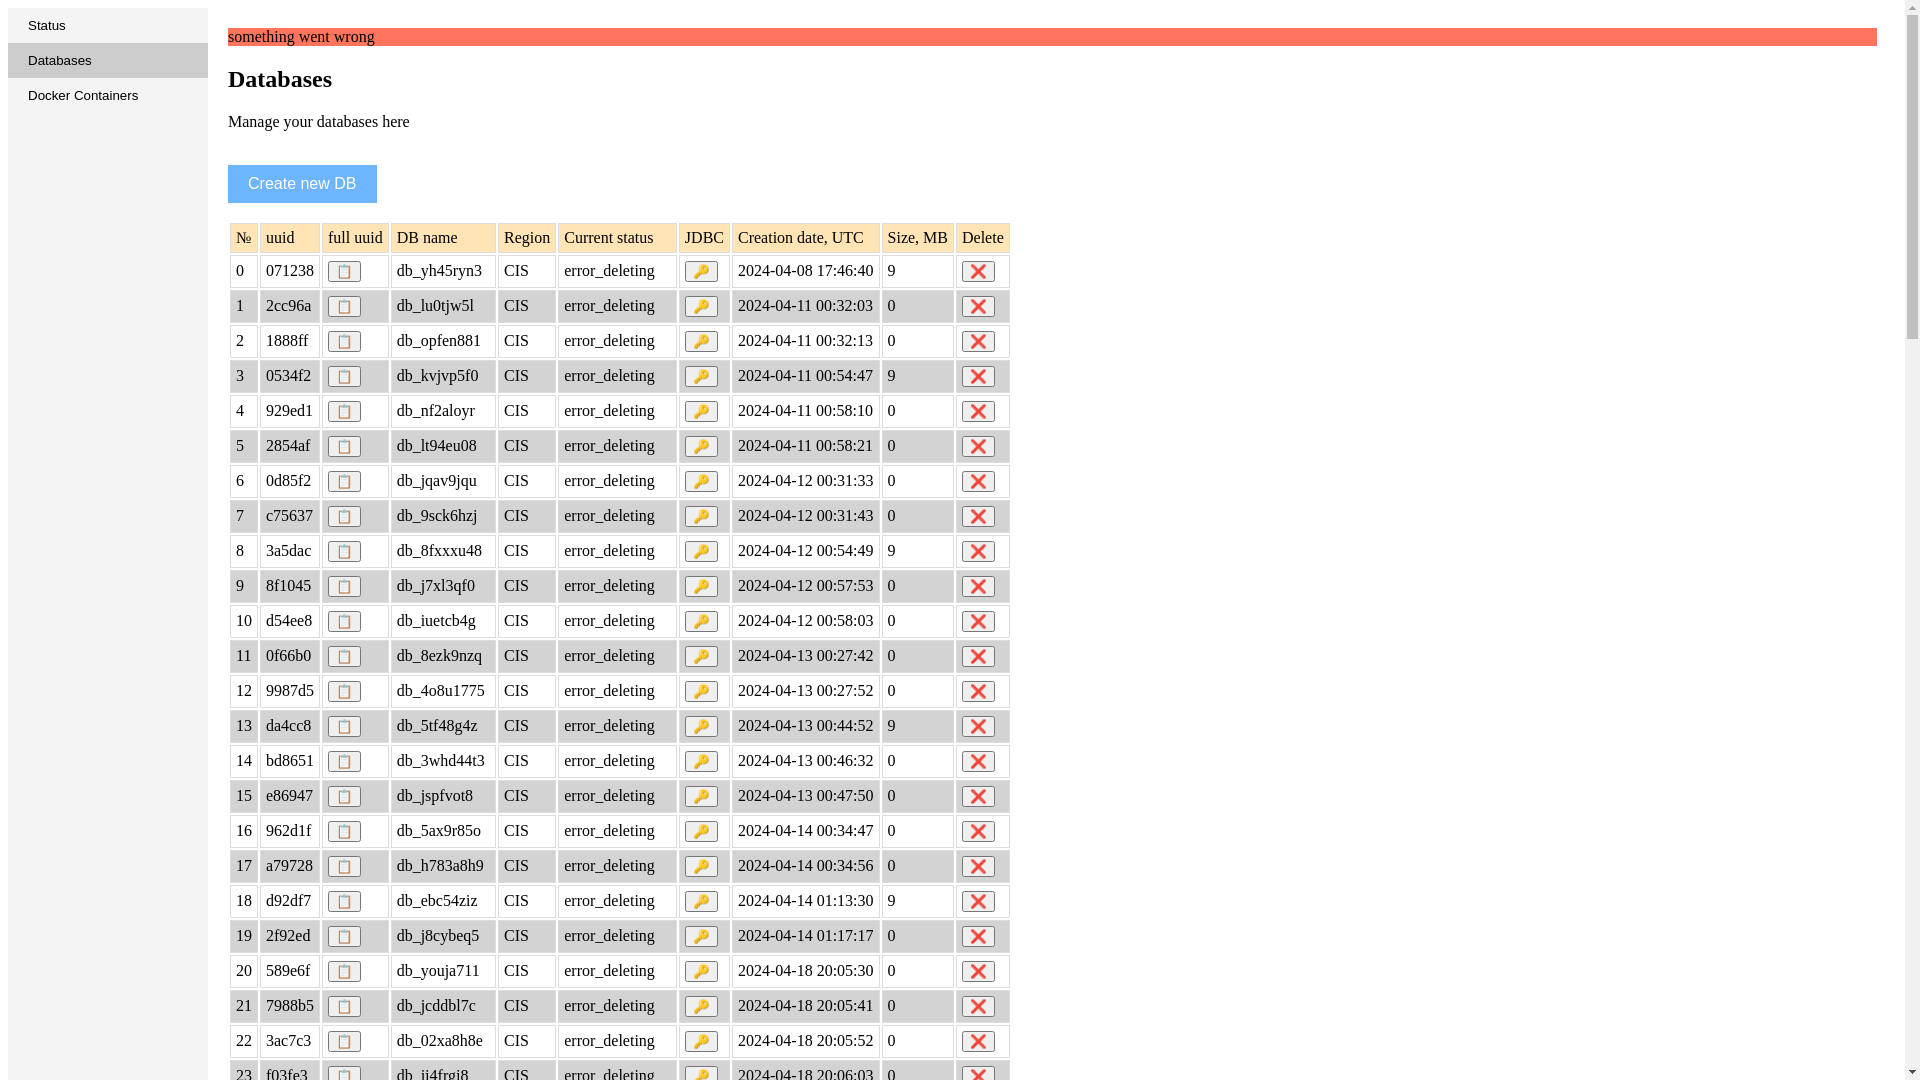 Status
Databases
Docker Containers
something went wrong
Databases
Manage your databases here
Create new DB
№ uuid full uuid DB name Region Current status JDBC Creation date, UTC Size, MB Delete
0 071238 db_yh45ryn3 CIS error_deleting 2024-04-08 17:46:40 9
1 2cc96a db_lu0tjw5l CIS error_deleting 2024-04-11 00:32:03 0
2 1888ff db_opfen881 CIS error_deleting 2024-04-11 00:32:13 0
3 0534f2 db_kvjvp5f0 CIS error_deleting 2024-04-11 00:54:47 9
4 929ed1 db_nf2aloyr CIS error_deleting 2024-04-11 00:58:10 0
5 2854af db_lt94eu08 CIS error_deleting 2024-04-11 00:58:21 0
6 0d85f2 db_jqav9jqu CIS error_deleting 2024-04-12 00:31:33 0
7 c75637 db_9sck6hzj CIS error_deleting 2024-04-12 00:31:43 0
8 3a5dac db_8fxxxu48 CIS error_deleting 2024-04-12 00:54:49 9
9 8f1045 db_j7xl3qf0 CIS error_deleting 2024-04-12 00:57:53 0
10 d54ee8 db_iuetcb4g CIS error_deleting 2024-04-12 00:58:03 0
11 0f66b0 db_8ezk9nzq CIS error_deleting 2024-04-13 00:27:42 0
12 9987d5 db_4o8u1775 CIS error_deleting 2024-04-13 00:27:52 0
13 da4cc8 db_5tf48g4z CIS error_deleting 2024-04-13 00:44:52 9
14 bd8651 db_3whd44t3 CIS error_deleting 2024-04-13 00:46:32 0
15 e86947 db_jspfvot8 CIS error_deleting 2024-04-13 00:47:50 0
16 962d1f db_5ax9r85o CIS error_deleting 2024-04-14 00:34:47 0
17 a79728 db_h783a8h9 CIS error_deleting 2024-04-14 00:34:56 0
18 d92df7 db_ebc54ziz CIS error_deleting 2024-04-14 01:13:30 9
19 2f92ed db_j8cybeq5 CIS error_deleting 2024-04-14 01:17:17 0
20 589e6f db_youja711 CIS error_deleting 2024-04-18 20:05:30 0
21 7988b5 db_jcddbl7c CIS error_deleting 2024-04-18 20:05:41 0
22 3ac7c3 db_02xa8h8e CIS error_deleting 2024-04-18 20:05:52 0
23 f03fe3 CIS error_deleting 2024-04-18 20:06:03 0